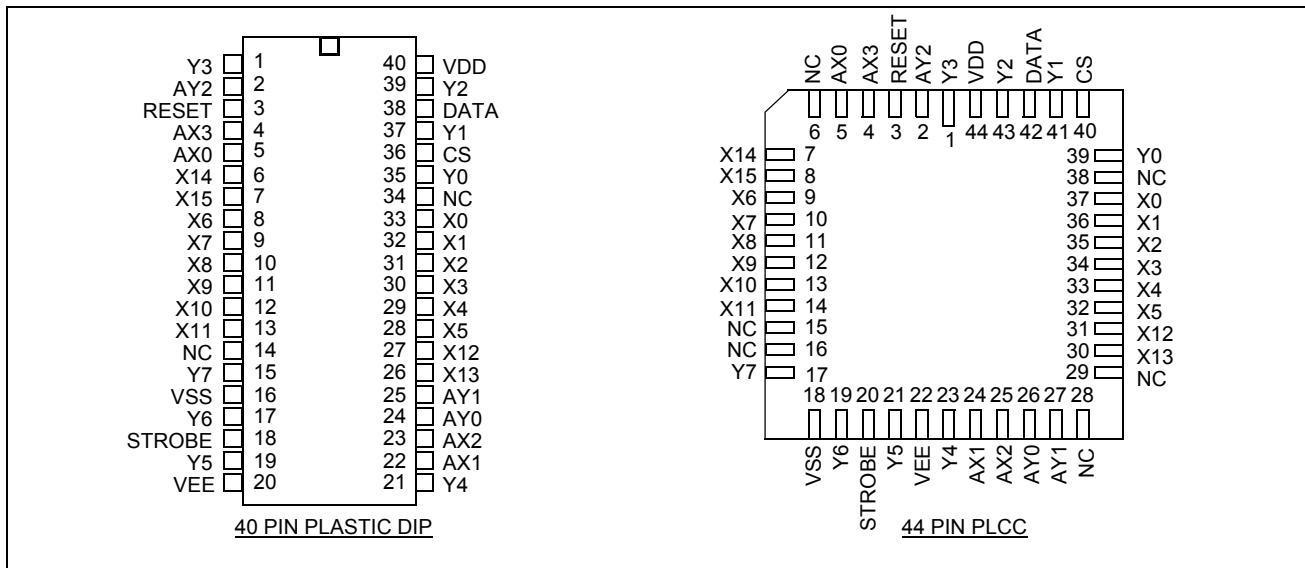 Y3 1 40 VDD
AY2 2 39 Y2
RESET 3 38 DATA
AX3 4 37 Y1
AX0 5 36 CS
X14 6 35 Y0
X15 7 34 NC
X6 8 33 X0
X7 9 32 X1
X8 10 31 X2
X9 11 30 X3
X10 12 29 X4
X11 13 28 X5
NC 14 27 X12
Y7 15 26 X13
VSS 16 25 AY1
Y6 17 24 AY0
STROBE 18 23 AX2
Y5 19 22 AX1
VEE 20 21 Y4
40 PIN PLASTIC DIP
NC AX0 AX3 RESET AY2 Y3 VDD Y2 DATA Y1 CS
6 5 4 3 2 1 44 43 42 41 40
X14 7 39 Y0
X15 8 38 NC
X6 9 37 X0
X7 10 36 X1
X8 11 35 X2
X9 12 34 X3
X10 13 33 X4
X11 14 32 X5
NC 15 31 X12
NC 16 30 X13
Y7 17 29 NC
18 19 20 21 22 23 24 25 26 27 28
VSS Y6 STROBE Y5 VEE Y4 AX1 AX2 AY0 AY1 NC
44 PIN PLCC